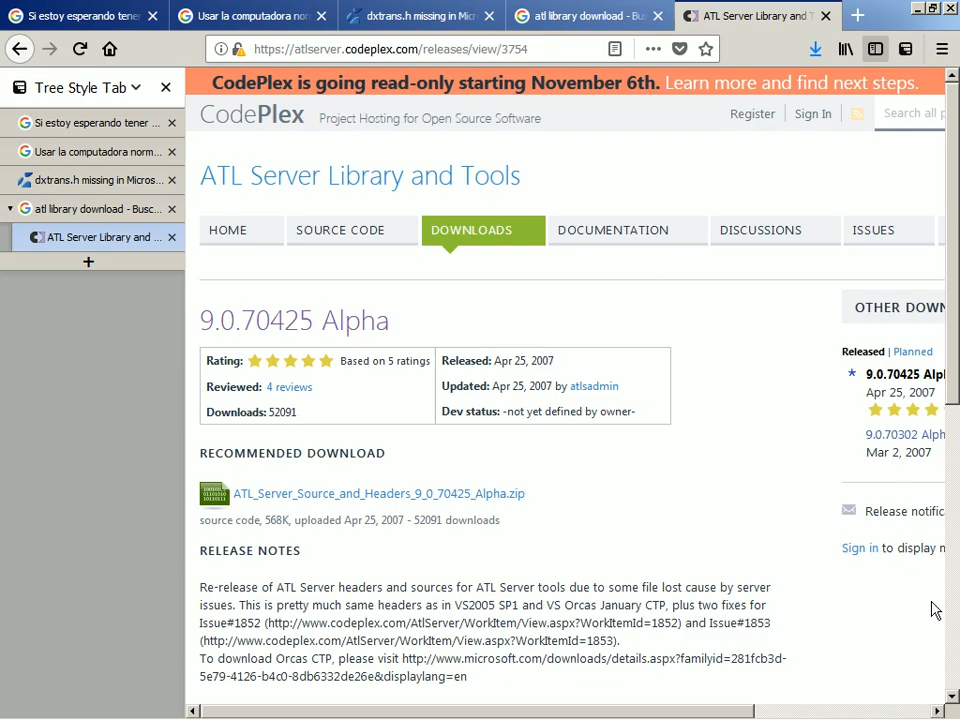 Si estoy esperando tener
Usar la computadora nor
dxtrans.h missing in Micr
atl library download - Bus
ATL Server Library and T
https://atlserver.codeplex.com/releases/view/3754
Tree Style Tab
Si estoy esperando tener ...
Usar la computadora norm...
dxtrans.h missing in Micros...
atl library download - Busc...
ATL Server Library and ...
CodePlex is going read-only starting November 6th. Learn more and find next steps.
CodePlex Project Hosting for Open Source Software
Register Sign In Search all p
ATL Server Library and Tools
HOME SOURCE CODE DOWNLOADS DOCUMENTATION DISCUSSIONS ISSUES
9.0.70425 Alpha
Rating: Based on 5 ratings
Reviewed: 4 reviews
Downloads: 52091
Released: Apr 25, 2007
Updated: Apr 25, 2007 by atlsadmin
Dev status: -not yet defined by owner-
RECOMMENDED DOWNLOAD
ATL_Server_Source_and_Headers_9_0_70425_Alpha.zip
source code, 568K, uploaded Apr 25, 2007 - 52091 downloads
RELEASE NOTES
Re-release of ATL Server headers and sources for ATL Server tools due to some file lost cause by server
issues. This is pretty much same headers as in VS2005 SP1 and VS Orcas January CTP, plus two fixes for
Issue#1852 (http://www.codeplex.com/AtlServer/WorkItem/View.aspx?WorkItemId=1852) and Issue#1853
(http://www.codeplex.com/AtlServer/WorkItem/View.aspx?WorkItemId=1853).
To download Orcas CTP, please visit http://www.microsoft.com/downloads/details.aspx?familyid=281fcb3d-
5e79-4126-b4c0-8db6332de26e&displaylang=en
OTHER DOWN
Released | Planned
* 9.0.70425 Alp
Apr 25, 2007
9.0.70302 Alph
Mar 2, 2007
Release notific
Sign in to display n